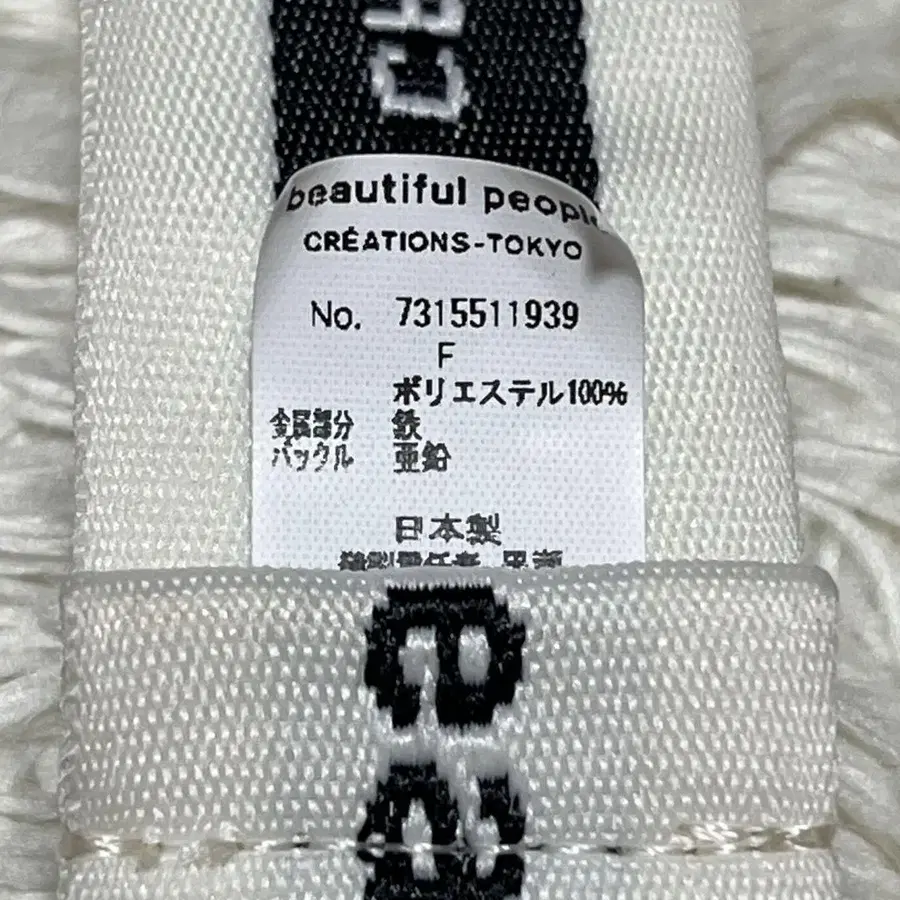 beautiful people
CRÉATIONS-TOKYO
No. 7315511939
F
ポリエステル100%
金属部分 鉄
バックル 亜鉛
日本製